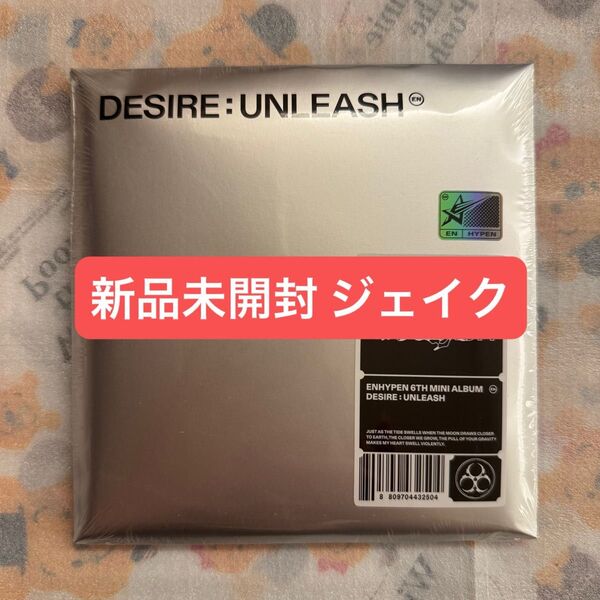 DESIRE : UNLEASH EN
EN HYPEN
新品未開封 ジェイク
ENHYPEN 6TH MINI ALBUM EN
DESIRE : UNLEASH
JUST AS THE TIDE SWELLS WHEN THE MOON DRAWS CLOSER
TO EARTH, THE CLOSER WE GROW, THE PULL OF YOUR GRAVITY
MAKES MY HEART SWELL VIOLENTLY.
8 809704432504